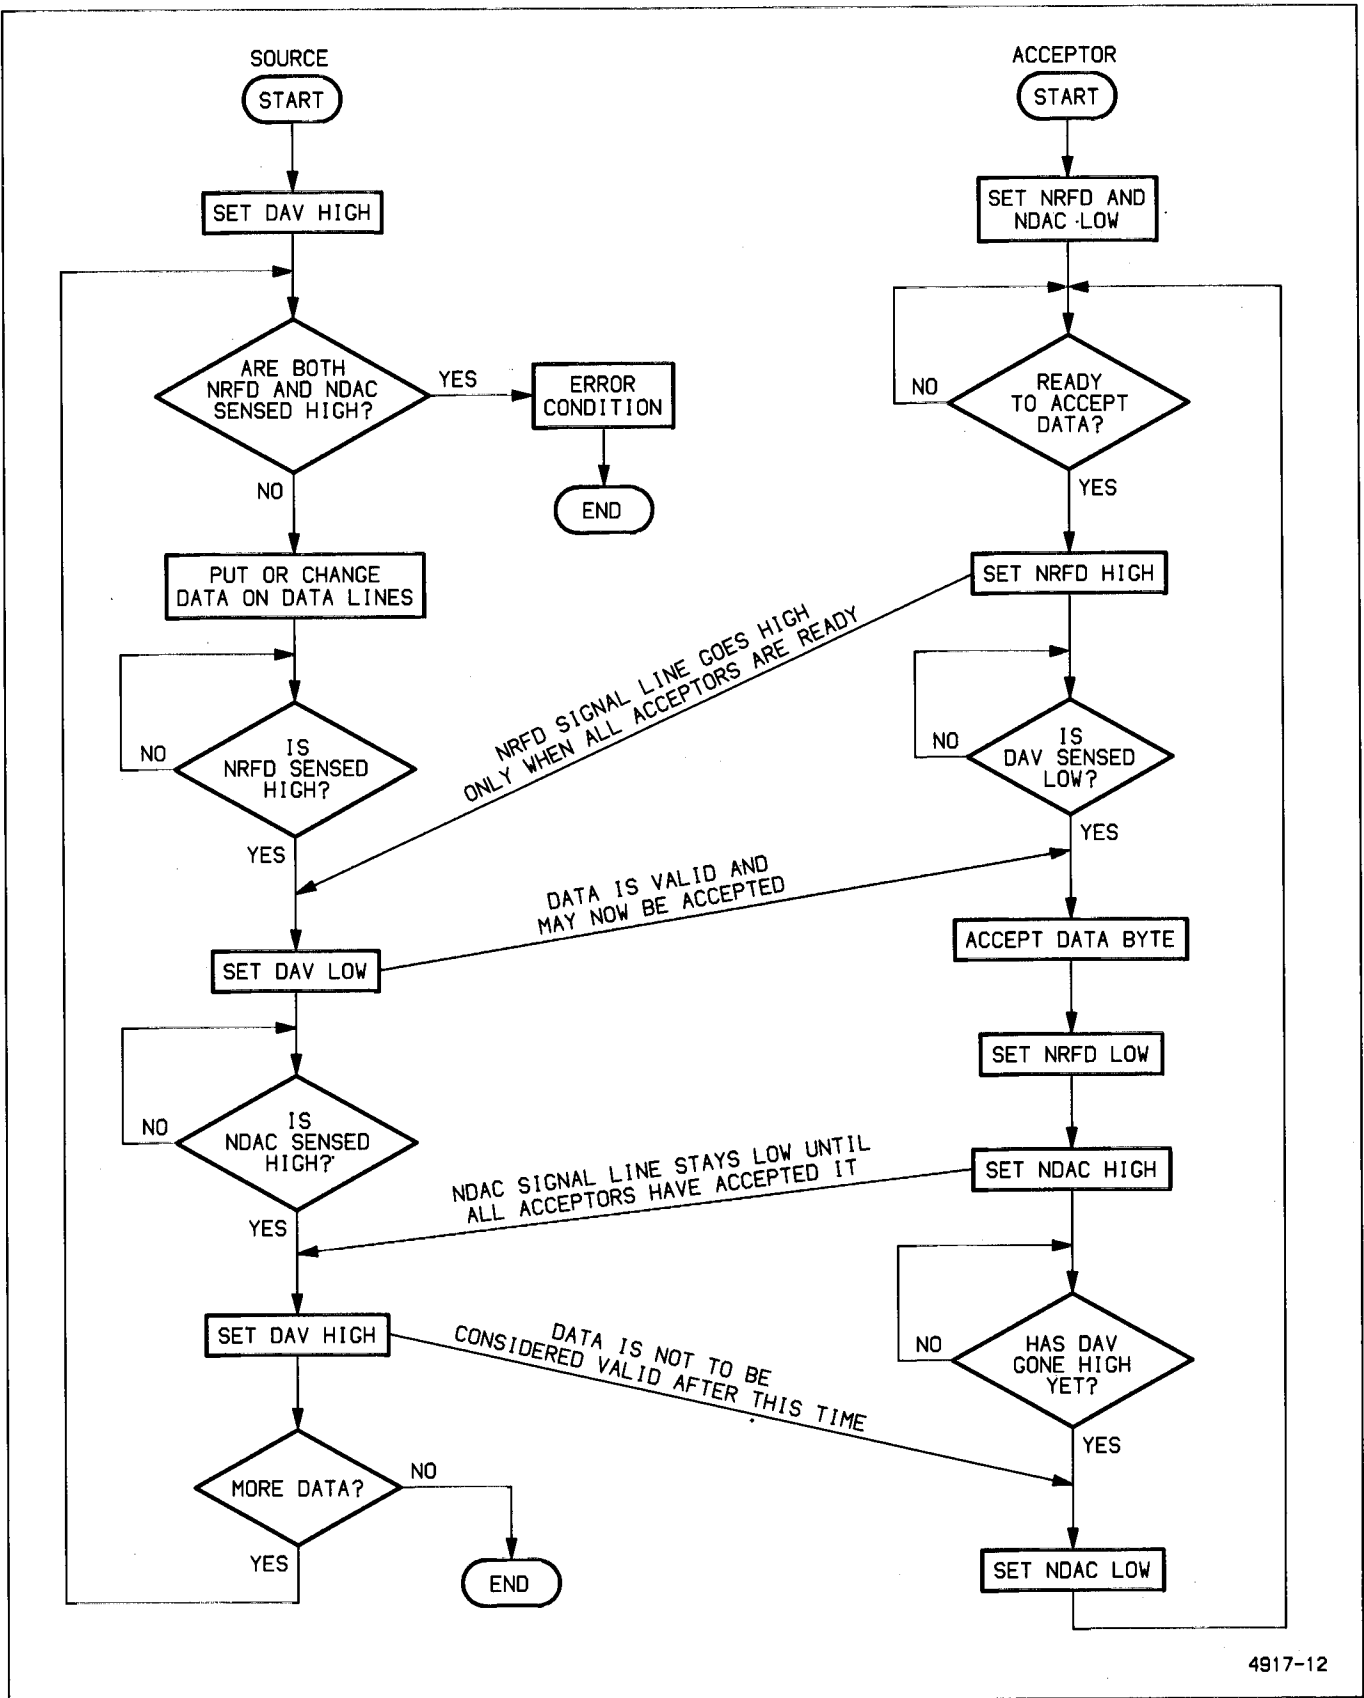 SOURCE
START
SET DAV HIGH
ARE BOTH
NRFD AND NDAC
SENSED HIGH?
YES
ERROR
CONDITION
END
NO
PUT OR CHANGE
DATA ON DATA LINES
IS
NRFD SENSED
HIGH?
NO
YES
SET DAV LOW
IS
NDAC SENSED
HIGH?
NO
YES
SET DAV HIGH
MORE DATA?
NO
END
YES
NRFD SIGNAL LINE GOES HIGH
ONLY WHEN ALL ACCEPTORS ARE READY
DATA IS VALID AND
MAY NOW BE ACCEPTED
NDAC SIGNAL LINE STAYS LOW UNTIL
ALL ACCEPTORS HAVE ACCEPTED IT
DATA IS NOT TO BE
CONSIDERED VALID AFTER THIS TIME
ACCEPTOR
START
SET NRFD AND
NDAC LOW
READY
TO ACCEPT
DATA?
NO
YES
SET NRFD HIGH
IS
DAV SENSED
LOW?
NO
YES
ACCEPT DATA BYTE
SET NRFD LOW
SET NDAC HIGH
HAS DAV
GONE HIGH
YET?
NO
YES
SET NDAC LOW
4917-12